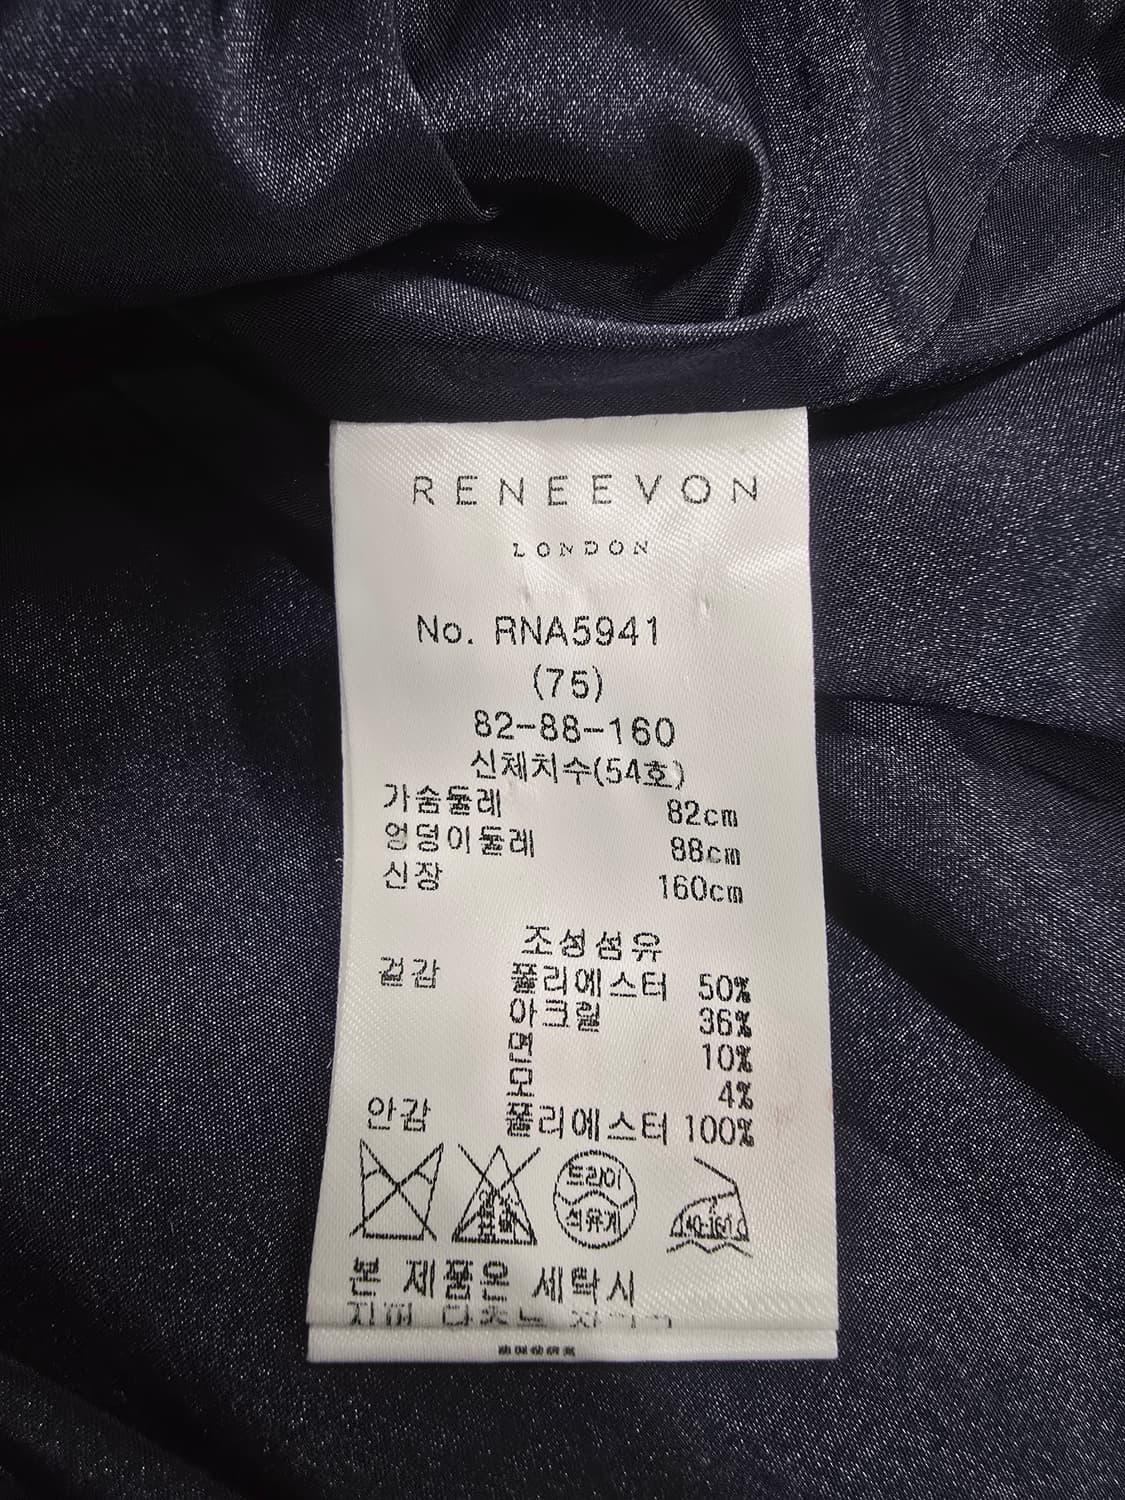 RENEEVON
LONDON
No. RNA5941
(75)
82-88-160
신체치수(54호)
가슴둘레 82cm
엉덩이둘레 88cm
신장 160cm
조성섬유
겉감 폴리에스터 50%
아크릴 36%
면 10%
모 4%
안감 폴리에스터 100%
드라이
석유계
본 제품은 세탁시